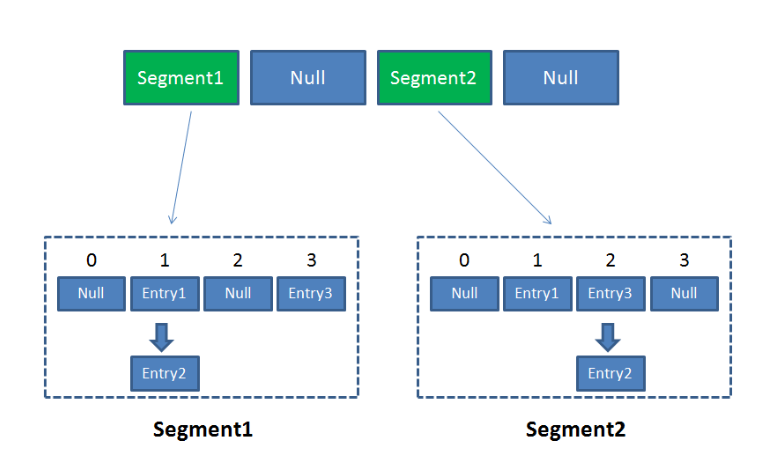 Segment1 Null Segment2 Null
0 1 2 3
Null Entry1 Null Entry3
Entry2
Segment1
0 1 2 3
Null Entry1 Entry3 Null
Entry2
Segment2